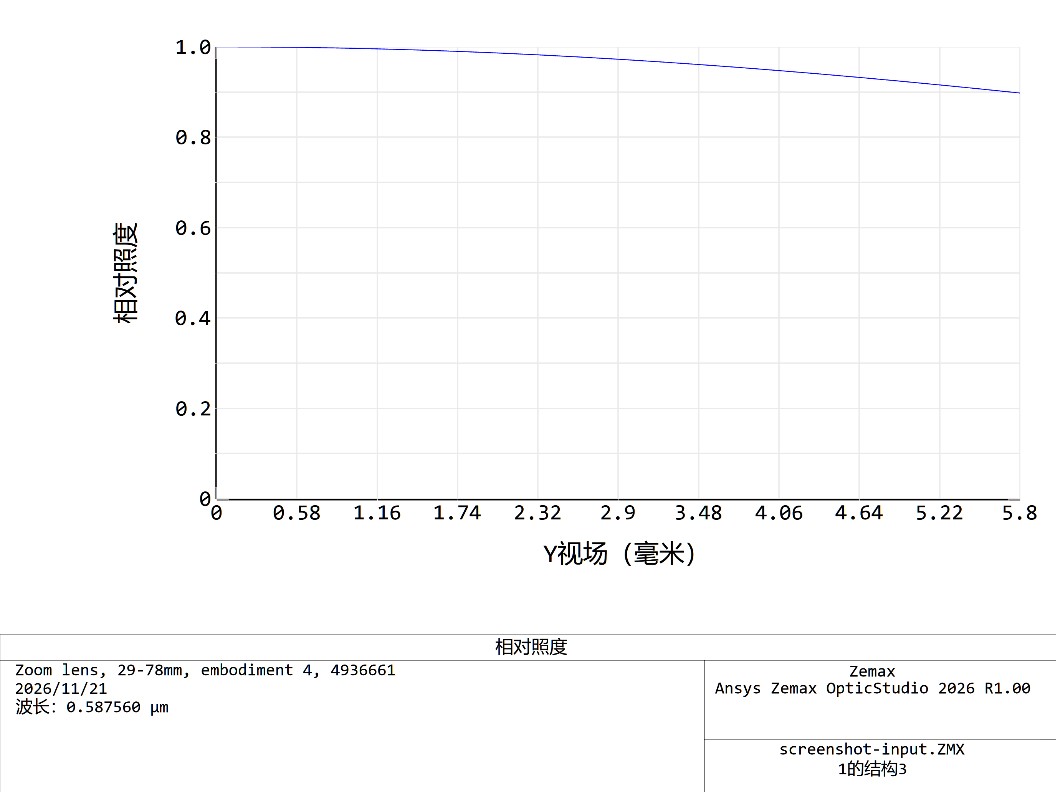 1.0
0.8
0.6
0.4
0.2
0
相对照度
0 0.58 1.16 1.74 2.32 2.9 3.48 4.06 4.64 5.22 5.8
Y视场（毫米）
相对照度
Zoom lens, 29-78mm, embodiment 4, 4936661
2026/11/21
波长: 0.587560 µm
Zemax
Ansys Zemax OpticStudio 2026 R1.00
screenshot-input.ZMX
1的结构3